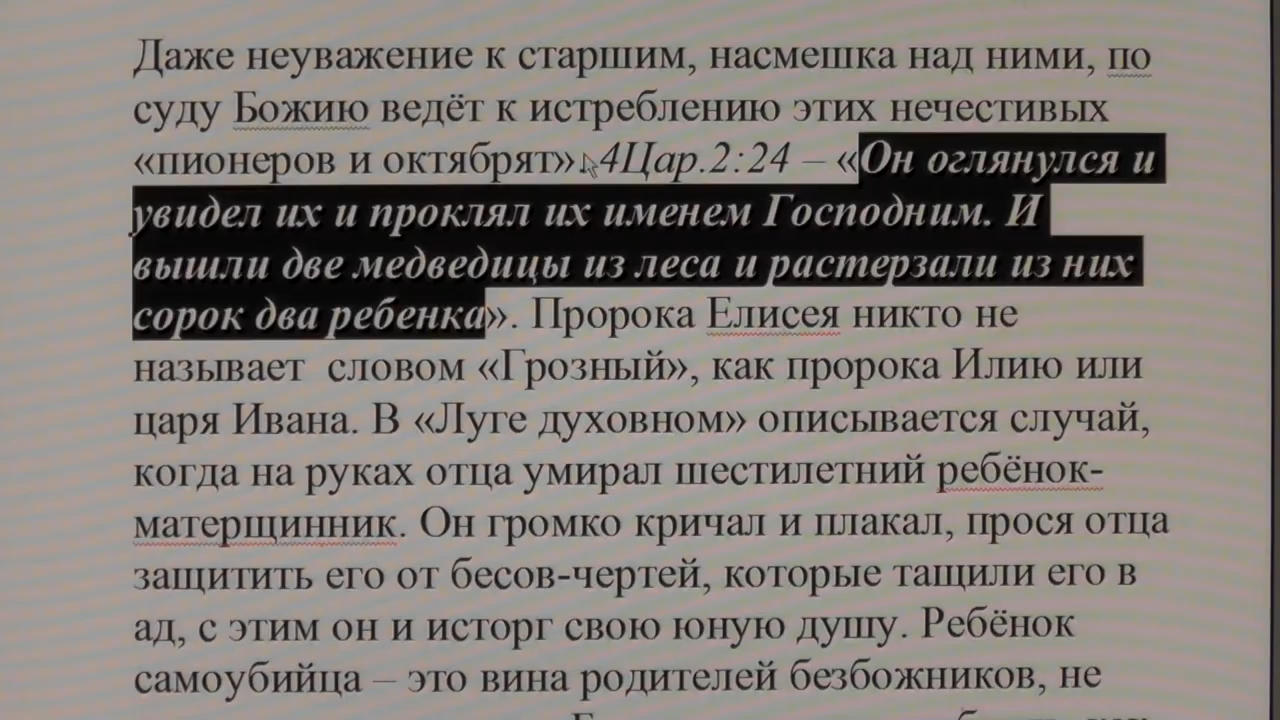 Даже неуважение к старшим, насмешка над ними, по
суду Божию ведёт к истреблению этих нечестивых
«пионеров и октябрят». 4Цар.2:24 – «Он оглянулся и
увидел их и проклял их именем Господним. И
вышли две медведицы из леса и растерзали из них
сорок два ребенка». Пророка Елисея никто не
называет словом «Грозный», как пророка Илию или
царя Ивана. В «Луге духовном» описывается случай,
когда на руках отца умирал шестилетний ребёнок-
матерщинник. Он громко кричал и плакал, прося отца
защитить его от бесов-чертей, которые тащили его в
ад, с этим он и исторг свою юную душу. Ребёнок
самоубийца – это вина родителей безбожников, не